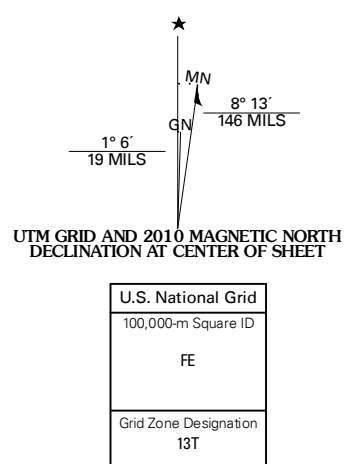 MN
GN
8° 13´
146 MILS
1° 6´
19 MILS
UTM GRID AND 2010 MAGNETIC NORTH
DECLINATION AT CENTER OF SHEET
U.S. National Grid
100,000-m Square ID
FE
Grid Zone Designation
13T